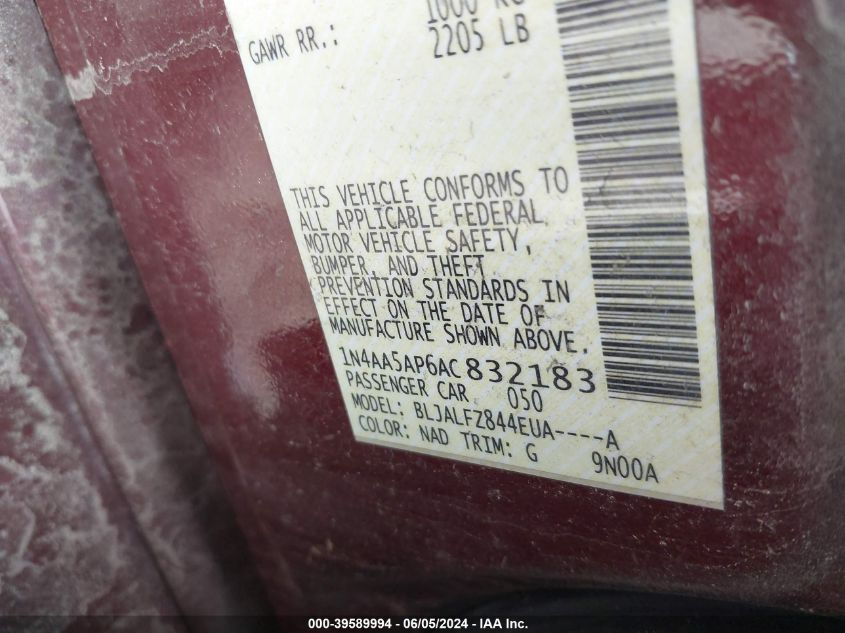 GAWR RR.: 1000 KG
2205 LB
THIS VEHICLE CONFORMS TO
ALL APPLICABLE FEDERAL
MOTOR VEHICLE SAFETY,
BUMPER, AND THEFT
PREVENTION STANDARDS IN
EFFECT ON THE DATE OF
MANUFACTURE SHOWN ABOVE.
1N4AA5AP6AC832183
PASSENGER CAR 050
MODEL: BLJALFZ844EUA----A
COLOR: NAD TRIM: G 9N00A
000-39589994 - 06/05/2024 - IAA Inc.